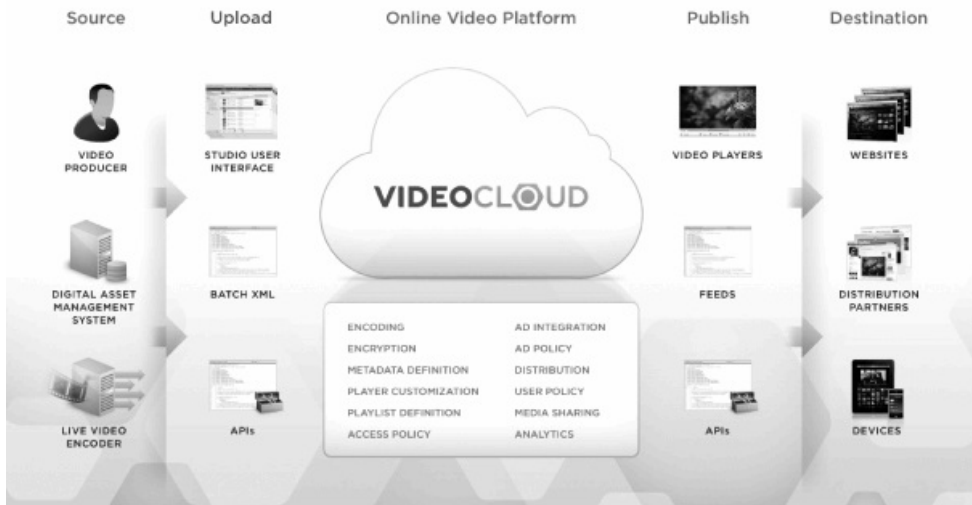 Source
Upload
Online Video Platform
Publish
Destination
VIDEO
PRODUCER
STUDIO USER
INTERFACE
VIDEOCLOUD
VIDEO PLAYERS
WEBSITES
DIGITAL ASSET
MANAGEMENT
SYSTEM
BATCH XML
FEEDS
DISTRIBUTION
PARTNERS
ENCODING
ENCRYPTION
METADATA DEFINITION
PLAYER CUSTOMIZATION
PLAYLIST DEFINITION
ACCESS POLICY
AD INTEGRATION
AD POLICY
DISTRIBUTION
USER POLICY
MEDIA SHARING
ANALYTICS
LIVE VIDEO
ENCODER
APIs
APIs
DEVICES